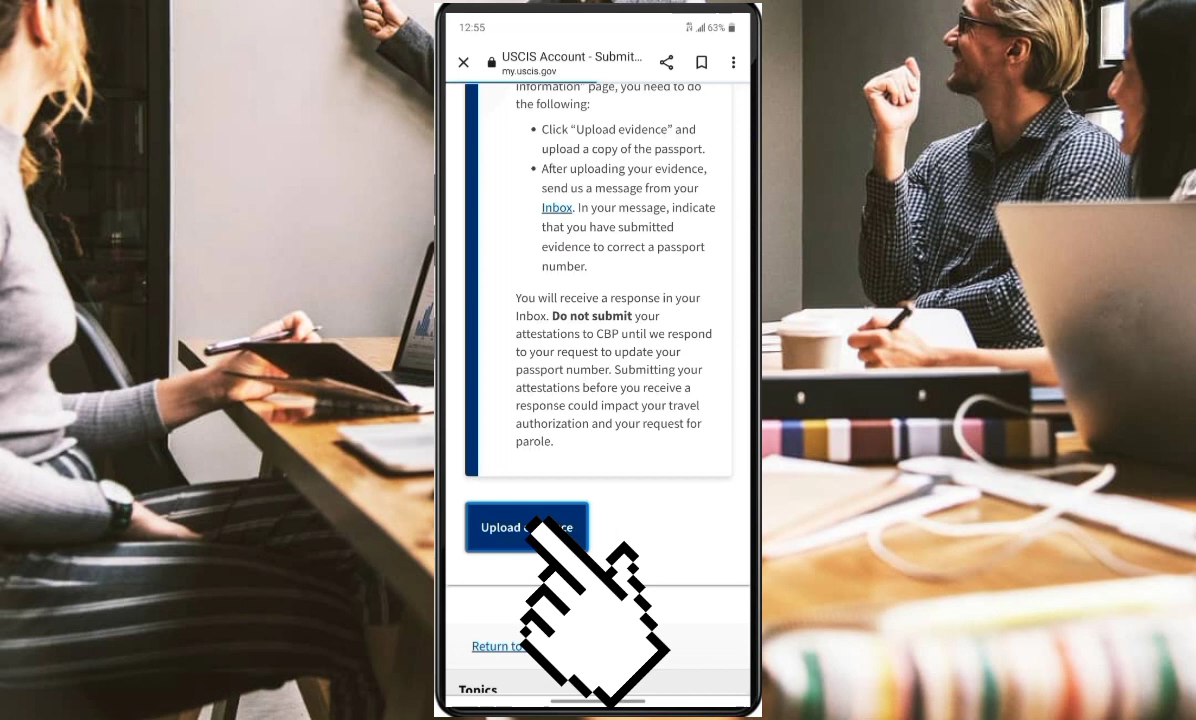 12:55
63%
USCIS Account - Submit...
my.uscis.gov
Information” page, you need to do
the following:
Click “Upload evidence” and
upload a copy of the passport.
After uploading your evidence,
send us a message from your
Inbox. In your message, indicate
that you have submitted
evidence to correct a passport
number.
You will receive a response in your
Inbox. Do not submit your
attestations to CBP until we respond
to your request to update your
passport number. Submitting your
attestations before you receive a
response could impact your travel
authorization and your request for
parole.
Upload
Return to
Topics